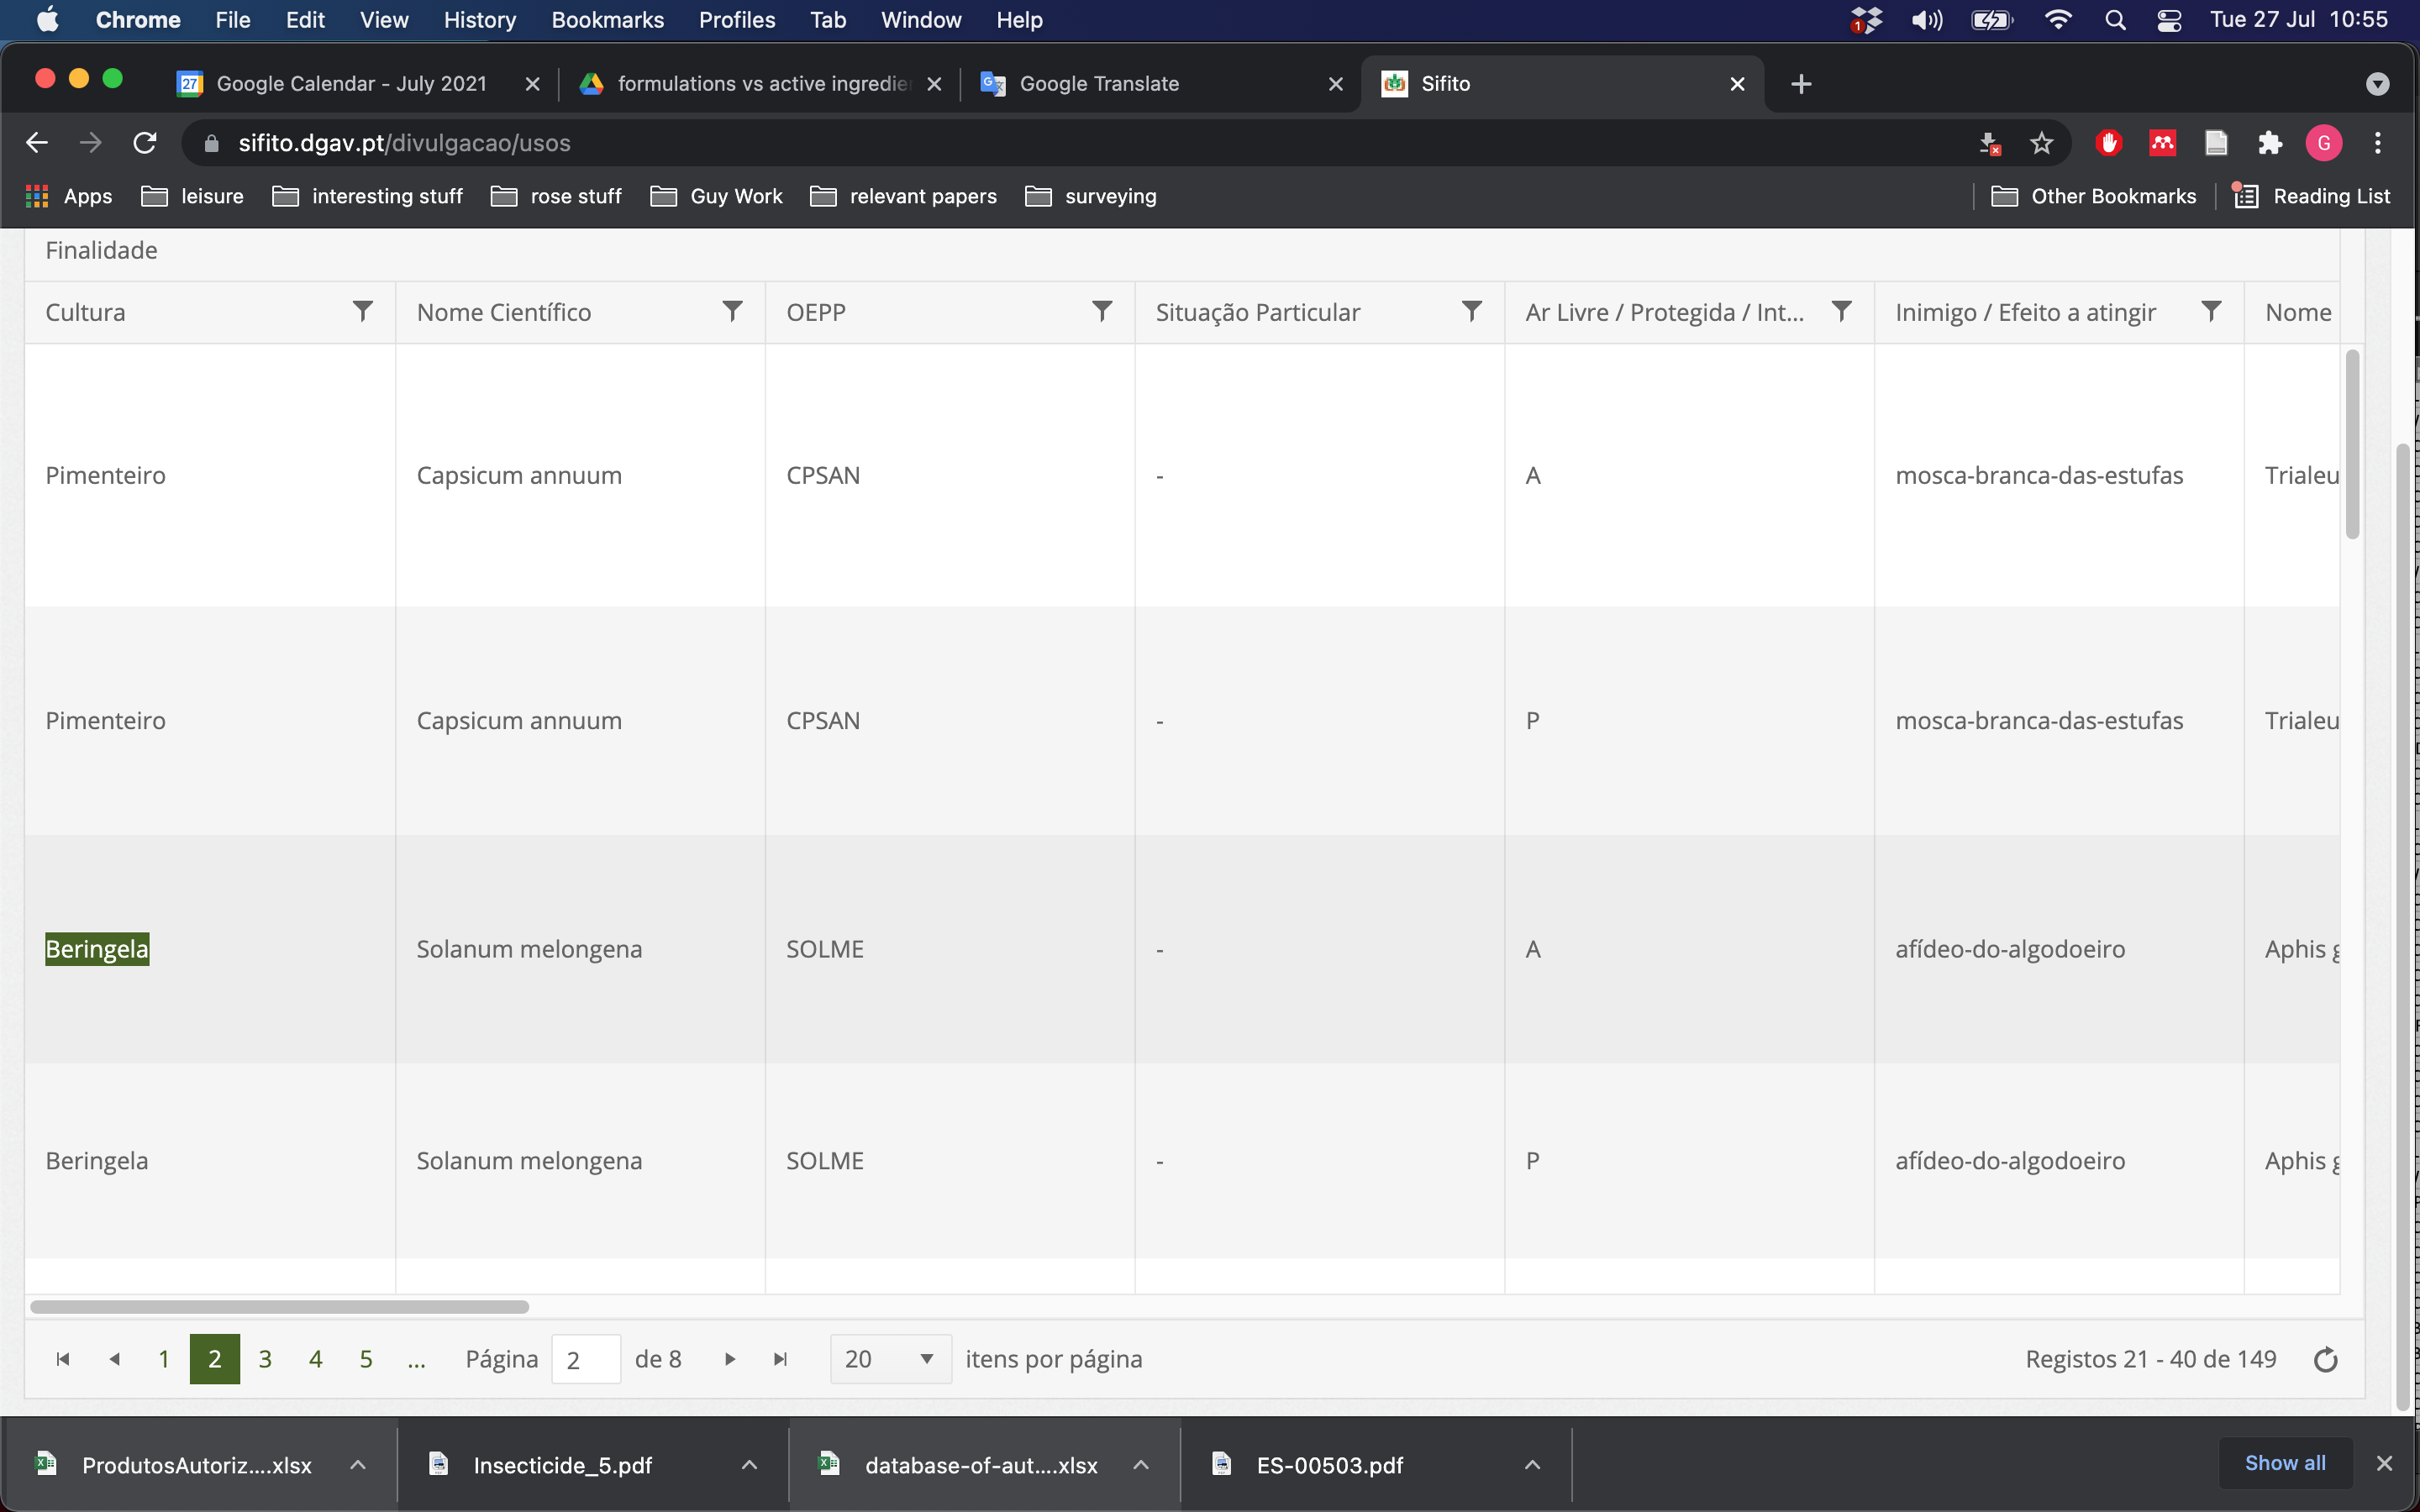 Chrome File Edit View History Bookmarks Profiles Tab Window Help 1 Tue 27 Jul 10:55
27 Google Calendar - July 2021 formulations vs active ingredie Google Translate Sifito
sifito.dgav.pt/divulgacao/usos G
Apps leisure interesting stuff rose stuff Guy Work relevant papers surveying Other Bookmarks Reading List
Finalidade
Cultura Nome Científico OEPP Situação Particular Ar Livre / Protegida / Int... Inimigo / Efeito a atingir Nome
Pimenteiro Capsicum annuum CPSAN - A mosca-branca-das-estufas Trialeu
Pimenteiro Capsicum annuum CPSAN - P mosca-branca-das-estufas Trialeu
Beringela Solanum melongena SOLME - A afídeo-do-algodoeiro Aphis g
Beringela Solanum melongena SOLME - P afídeo-do-algodoeiro Aphis g
1 2 3 4 5 ... Página 2 de 8 20 itens por página Registos 21 - 40 de 149
ProdutosAutoriz....xlsx Insecticide_5.pdf database-of-aut....xlsx ES-00503.pdf Show all